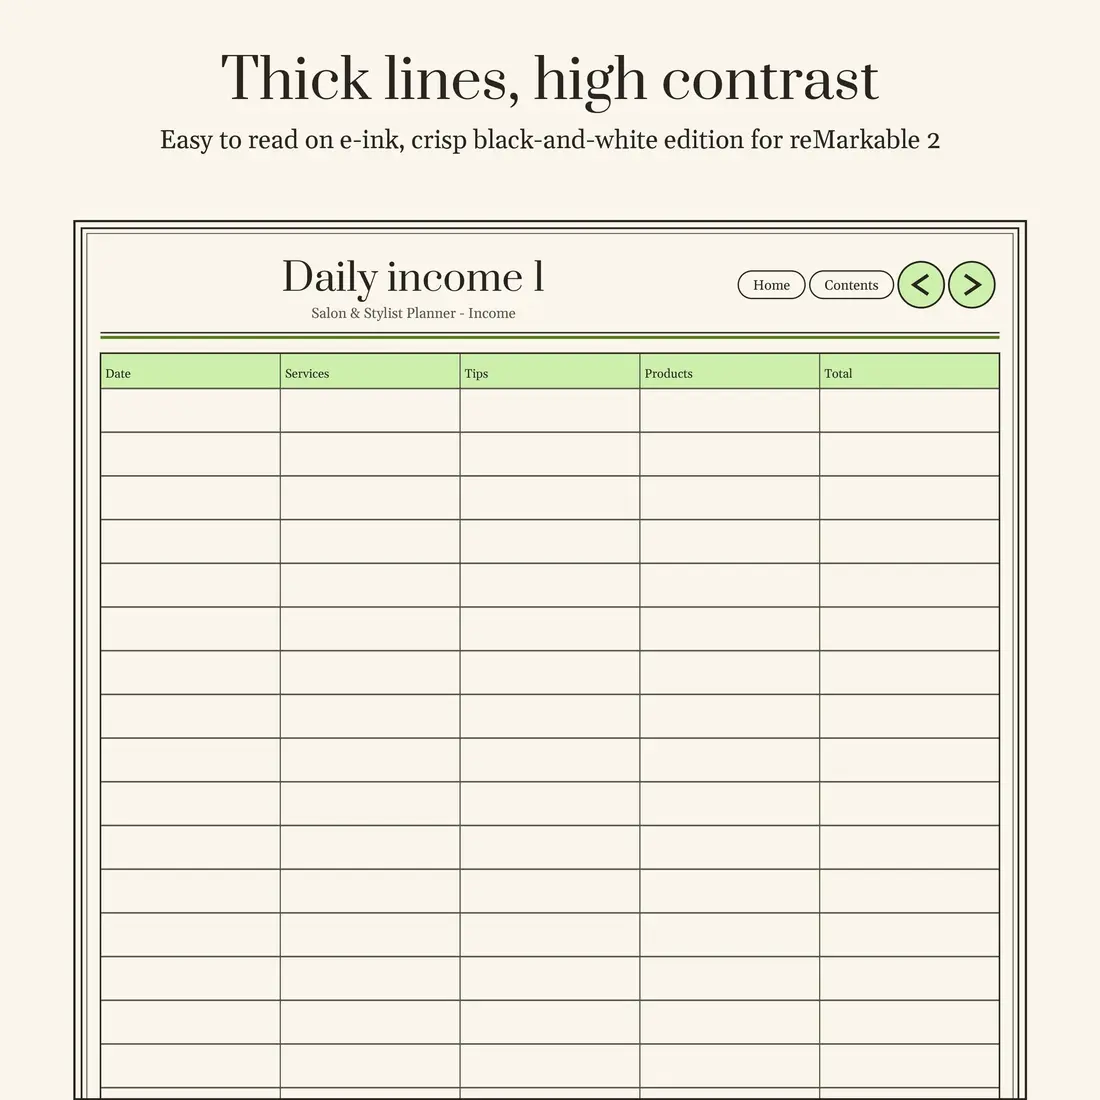 Thick lines, high contrast
Easy to read on e-ink, crisp black-and-white edition for reMarkable 2
Daily income 1
Home Contents < >
Salon & Stylist Planner - Income
Date Services Tips Products Total